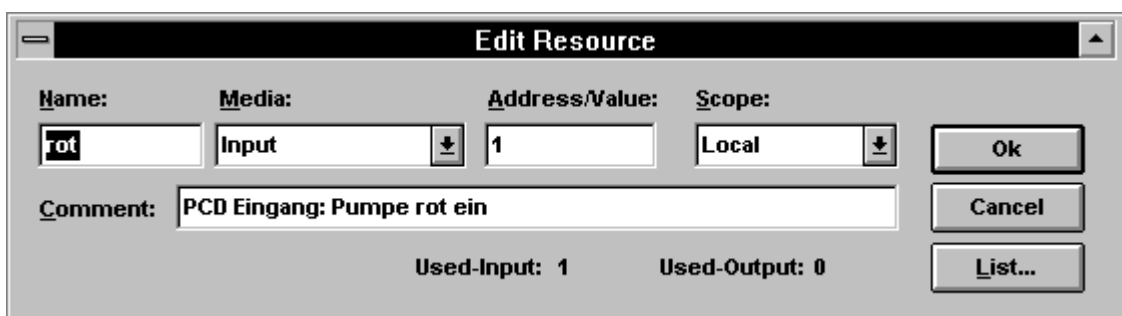 Edit Resource
Name: Media: Address/Value: Scope:
rot Input 1 Local Ok
Comment: PCD Eingang: Pumpe rot ein Cancel
Used-Input: 1 Used-Output: 0 List...